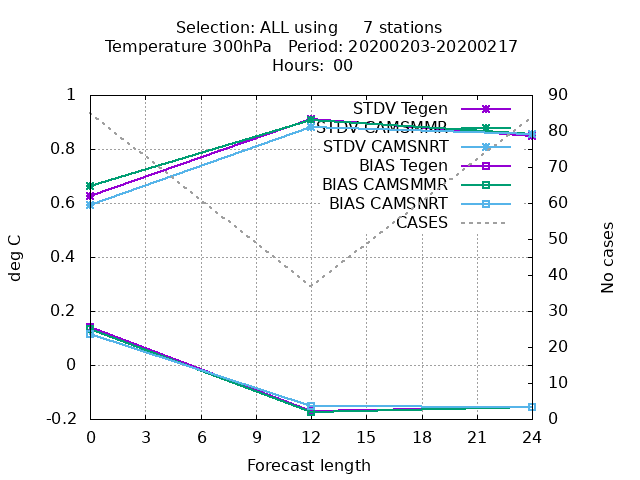 Selection: ALL using     7 stations
Temperature 300hPa   Period: 20200203-20200217
Hours:  00
1
0.8
0.6
0.4
0.2
0
-0.2
deg C
STDV Tegen
STDV CAMSMMR
STDV CAMSNRT
BIAS Tegen
BIAS CAMSMMR
BIAS CAMSNRT
CASES
90
80
70
60
50
40
30
20
10
0
No cases
0 3 6 9 12 15 18 21 24
Forecast length